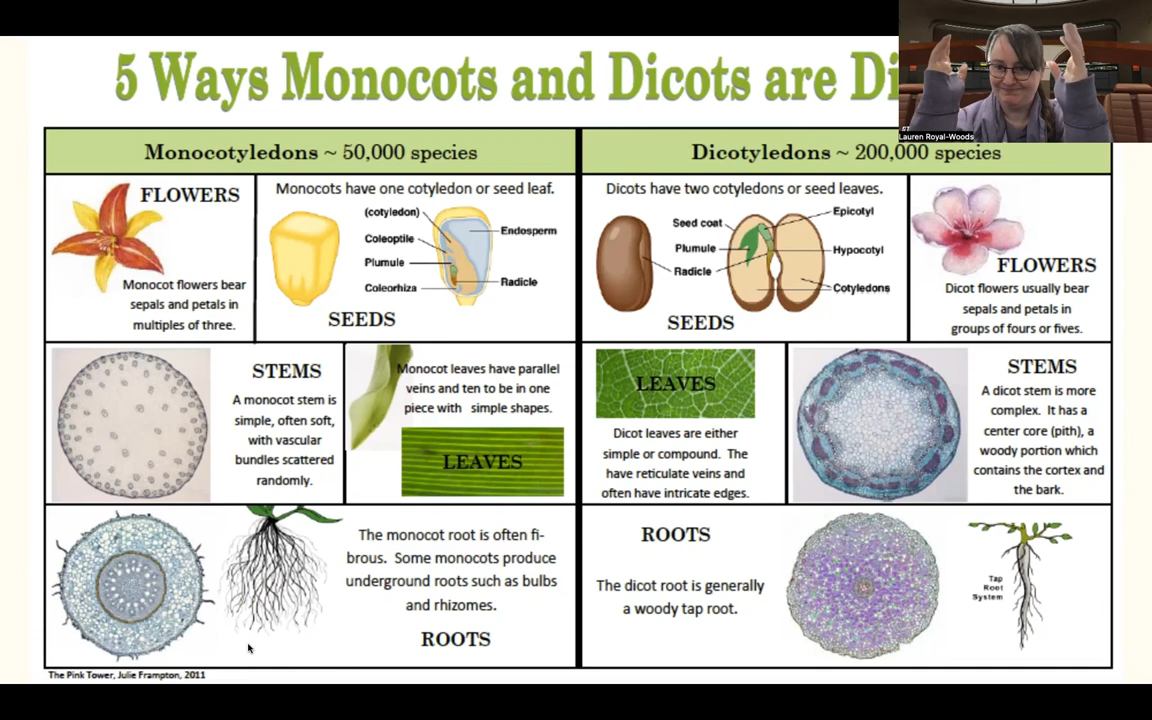 5 Ways Monocots and Dicots are Di
Lauren Royal-Woods
Monocotyledons ~ 50,000 species
Dicotyledons ~ 200,000 species
FLOWERS
Monocot flowers bear
sepals and petals in
multiples of three.
Monocots have one cotyledon or seed leaf.
(cotyledon)
Coleoptile
Plumule
Coleorhiza
Endosperm
Radicle
SEEDS
Dicots have two cotyledons or seed leaves.
Seed coat
Plumule
Radicle
Epicotyl
Hypocotyl
Cotyledons
SEEDS
FLOWERS
Dicot flowers usually bear
sepals and petals in
groups of fours or fives.
STEMS
A monocot stem is
simple, often soft,
with vascular
bundles scattered
randomly.
Monocot leaves have parallel
veins and ten to be in one
piece with simple shapes.
LEAVES
LEAVES
Dicot leaves are either
simple or compound. The
have reticulate veins and
often have intricate edges.
STEMS
A dicot stem is more
complex. It has a
center core (pith), a
woody portion which
contains the cortex and
the bark.
The monocot root is often fi-
brous. Some monocots produce
underground roots such as bulbs
and rhizomes.
ROOTS
ROOTS
The dicot root is generally
a woody tap root.
Tap
Root
System
The Pink Tower, Julie Frampton, 2011